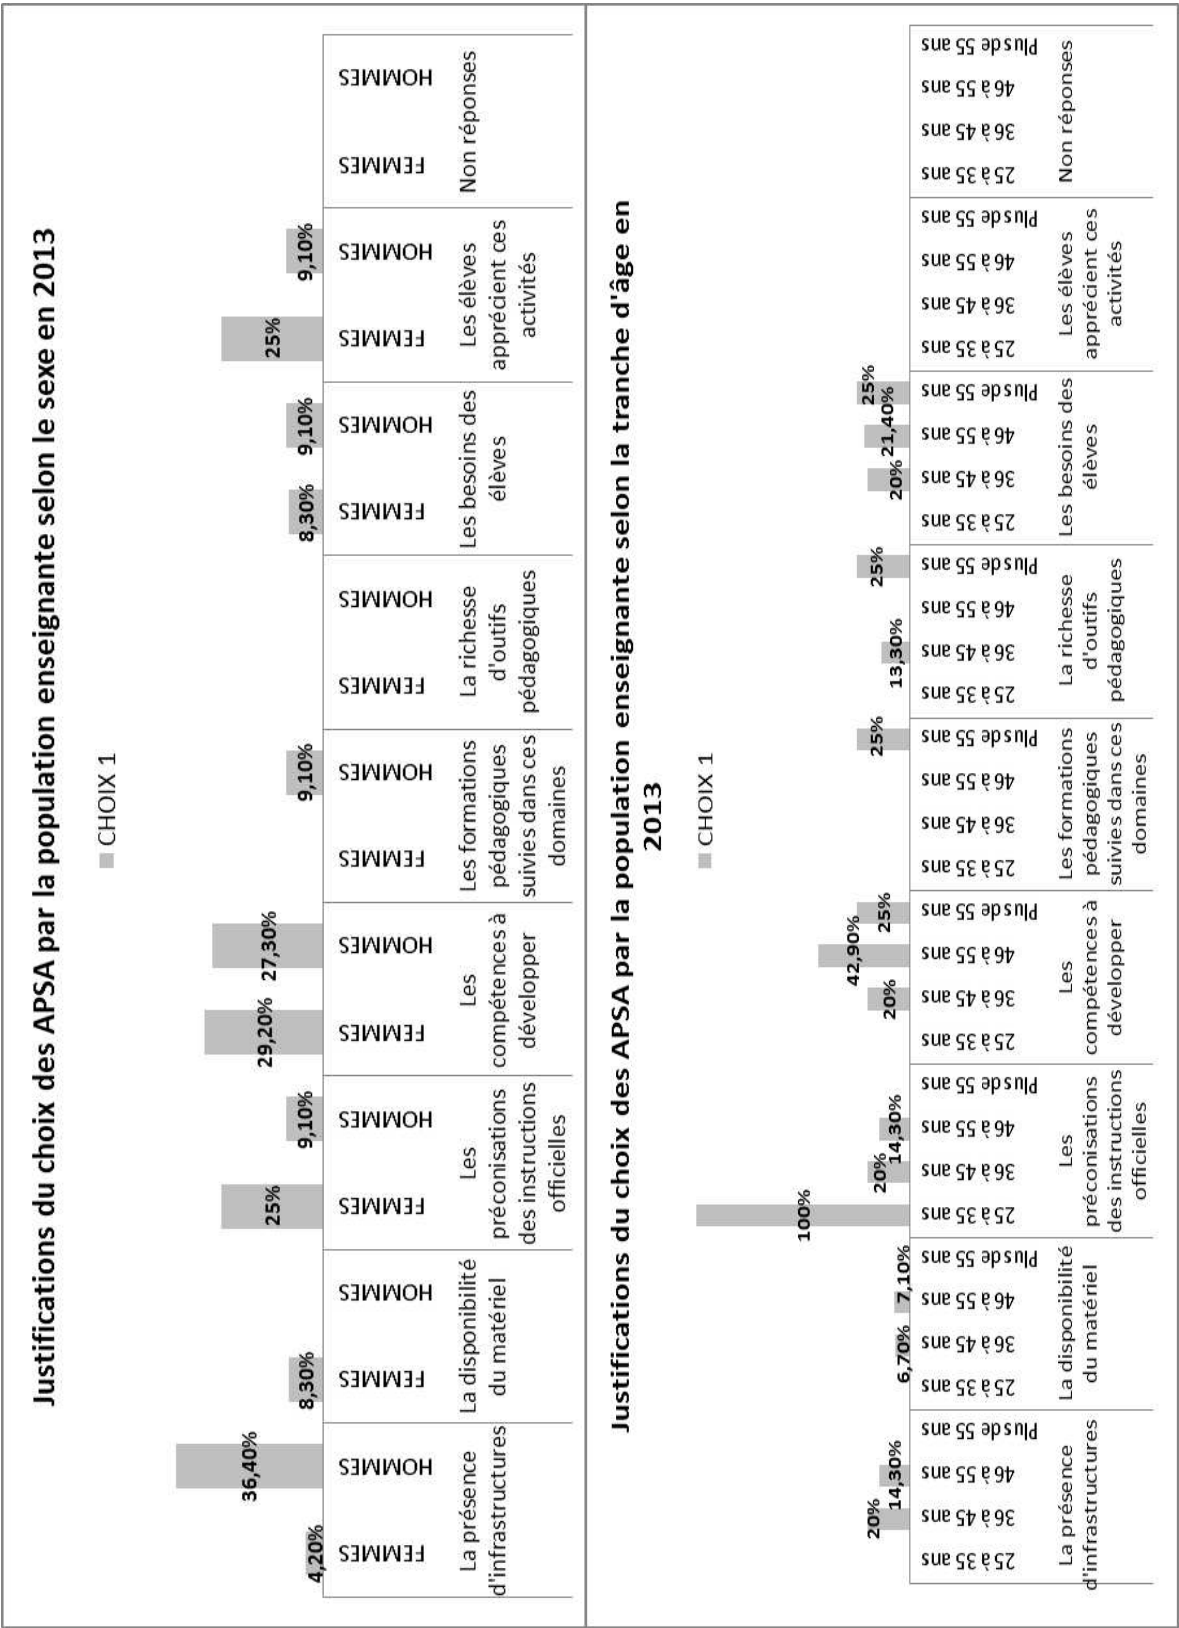 Justifications du choix des APSA par la population enseignante selon le sexe en 2013
CHOIX 1
4,20%
36,40%
8,30%
25%
9,10%
29,20%
27,30%
9,10%
8,30%
9,10%
25%
9,10%
FEMMES
HOMMES
FEMMES
HOMMES
FEMMES
HOMMES
FEMMES
HOMMES
FEMMES
HOMMES
FEMMES
HOMMES
FEMMES
HOMMES
FEMMES
HOMMES
FEMMES
HOMMES
La présence
d'infrastructures
La disponibilité
du matériel
Les
préconisations
des instructions
officielles
Les
compétences à
développer
Les formations
pédagogiques
suivies dans ces
domaines
La richesse
d'outifs
pédagogiques
Les besoins des
élèves
Les élèves
apprécient ces
activités
Non réponses
Justifications du choix des APSA par la population enseignante selon la tranche d'âge en
2013
CHOIX 1
20%
14,30%
6,70%
7,10%
100%
20%
14,30%
20%
42,90%
25%
25%
13,30%
25%
20%
21,40%
25%
25 à 35 ans
36 à 45 ans
46 à 55 ans
Plus de 55 ans
25 à 35 ans
36 à 45 ans
46 à 55 ans
Plus de 55 ans
25 à 35 ans
36 à 45 ans
46 à 55 ans
Plus de 55 ans
25 à 35 ans
36 à 45 ans
46 à 55 ans
Plus de 55 ans
25 à 35 ans
36 à 45 ans
46 à 55 ans
Plus de 55 ans
25 à 35 ans
36 à 45 ans
46 à 55 ans
Plus de 55 ans
25 à 35 ans
36 à 45 ans
46 à 55 ans
Plus de 55 ans
25 à 35 ans
36 à 45 ans
46 à 55 ans
Plus de 55 ans
25 à 35 ans
36 à 45 ans
46 à 55 ans
Plus de 55 ans
La présence
d'infrastructures
La disponibilité
du matériel
Les
préconisations
des instructions
officielles
Les
compétences à
développer
Les formations
pédagogiques
suivies dans ces
domaines
La richesse
d'outifs
pédagogiques
Les besoins des
élèves
Les élèves
apprécient ces
activités
Non réponses